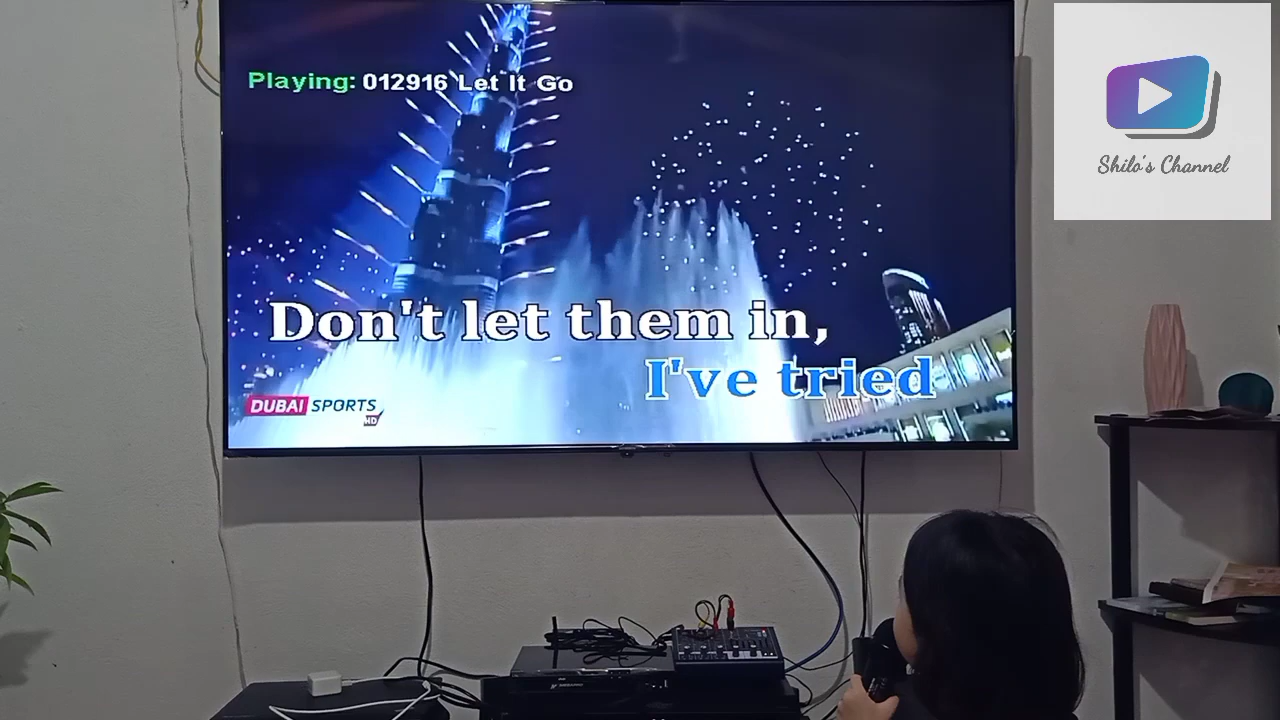 Playing: 012916 Let It Go
Shilo's Channel
Don't let them in,
I've tried
DUBAI SPORTS
HD